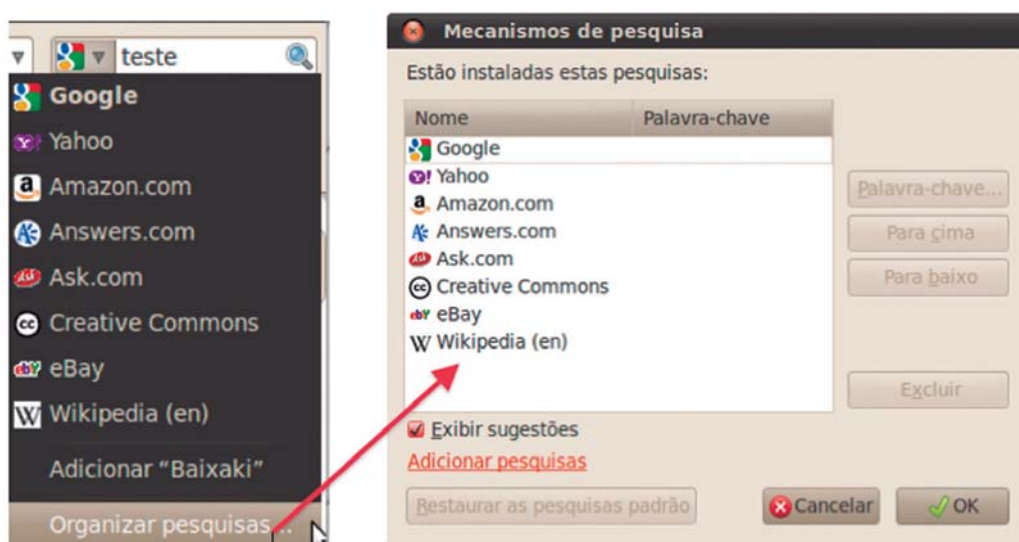 teste
Google
Yahoo
Amazon.com
Answers.com
Ask.com
Creative Commons
eBay
Wikipedia (en)
Adicionar “Baixaki”
Organizar pesquisas...
Mecanismos de pesquisa
Estão instaladas estas pesquisas:
Nome Palavra-chave
Google
Yahoo
Amazon.com
Answers.com
Ask.com
Creative Commons
eBay
Wikipedia (en)
Palavra-chave...
Para cima
Para baixo
Excluir
Exibir sugestões
Adicionar pesquisas
Restaurar as pesquisas padrão
Cancelar
OK